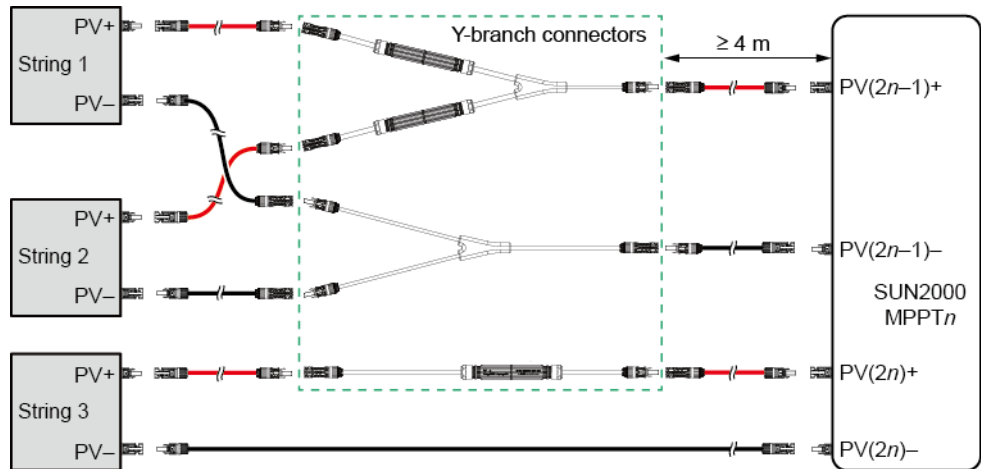 PV+
String 1
PV–
Y-branch connectors
≥ 4 m
PV(2n–1)+
PV+
String 2
PV–
PV(2n–1)–
SUN2000
MPPTn
PV+
String 3
PV–
PV(2n)+
PV(2n)–